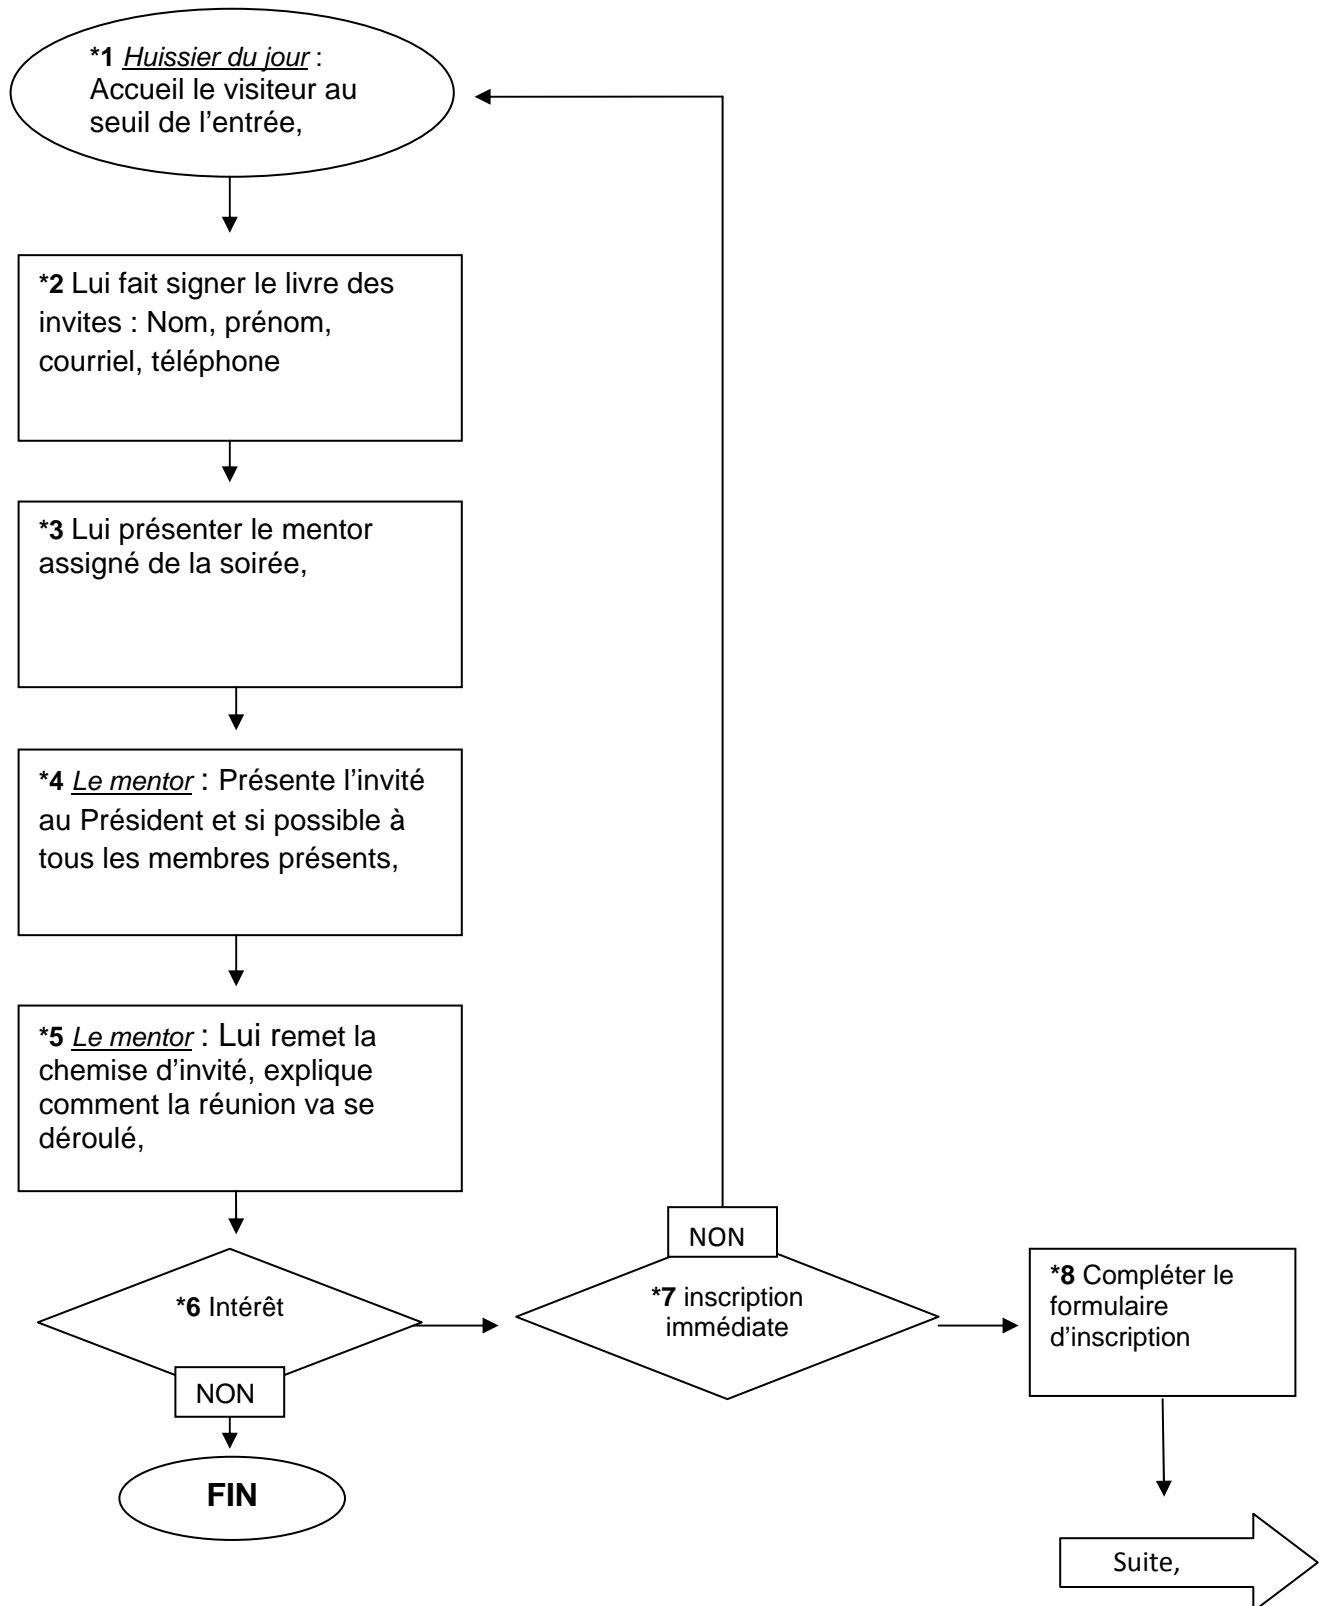 *1 Huissier du jour :
Accueil le visiteur au
seuil de l’entrée,
*2 Lui fait signer le livre des
invites : Nom, prénom,
courriel, téléphone
*3 Lui présenter le mentor
assigné de la soirée,
*4 Le mentor : Présente l’invité
au Président et si possible à
tous les membres présents,
*5 Le mentor : Lui remet la
chemise d’invité, explique
comment la réunion va se
déroulé,
*6 Intérêt
NON
FIN
NON
*7 inscription
immédiate
*8 Compléter le
formulaire
d’inscription
Suite,